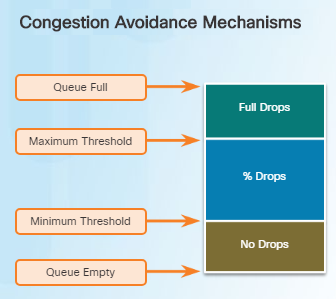 Congestion Avoidance Mechanisms
Queue Full
Full Drops
Maximum Threshold
% Drops
Minimum Threshold
No Drops
Queue Empty